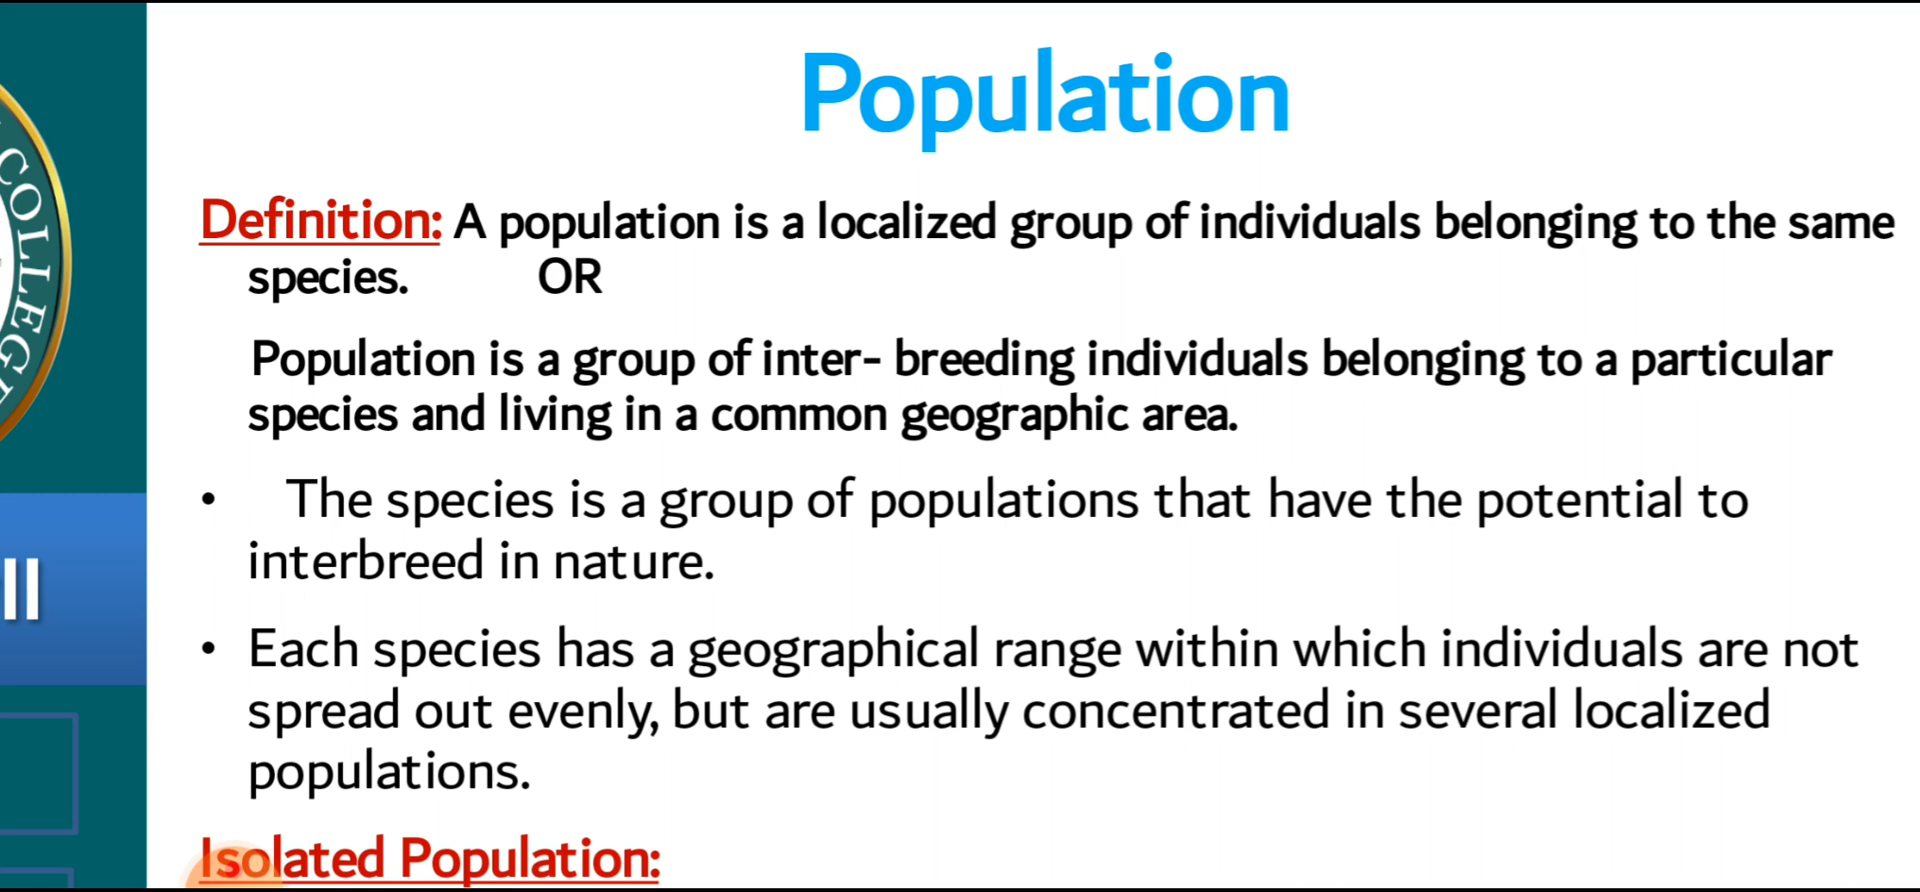 COLLEGE
II
Population
Definition: A population is a localized group of individuals belonging to the same
species. OR
Population is a group of inter- breeding individuals belonging to a particular
species and living in a common geographic area.
• The species is a group of populations that have the potential to
interbreed in nature.
• Each species has a geographical range within which individuals are not
spread out evenly, but are usually concentrated in several localized
populations.
Isolated Population: